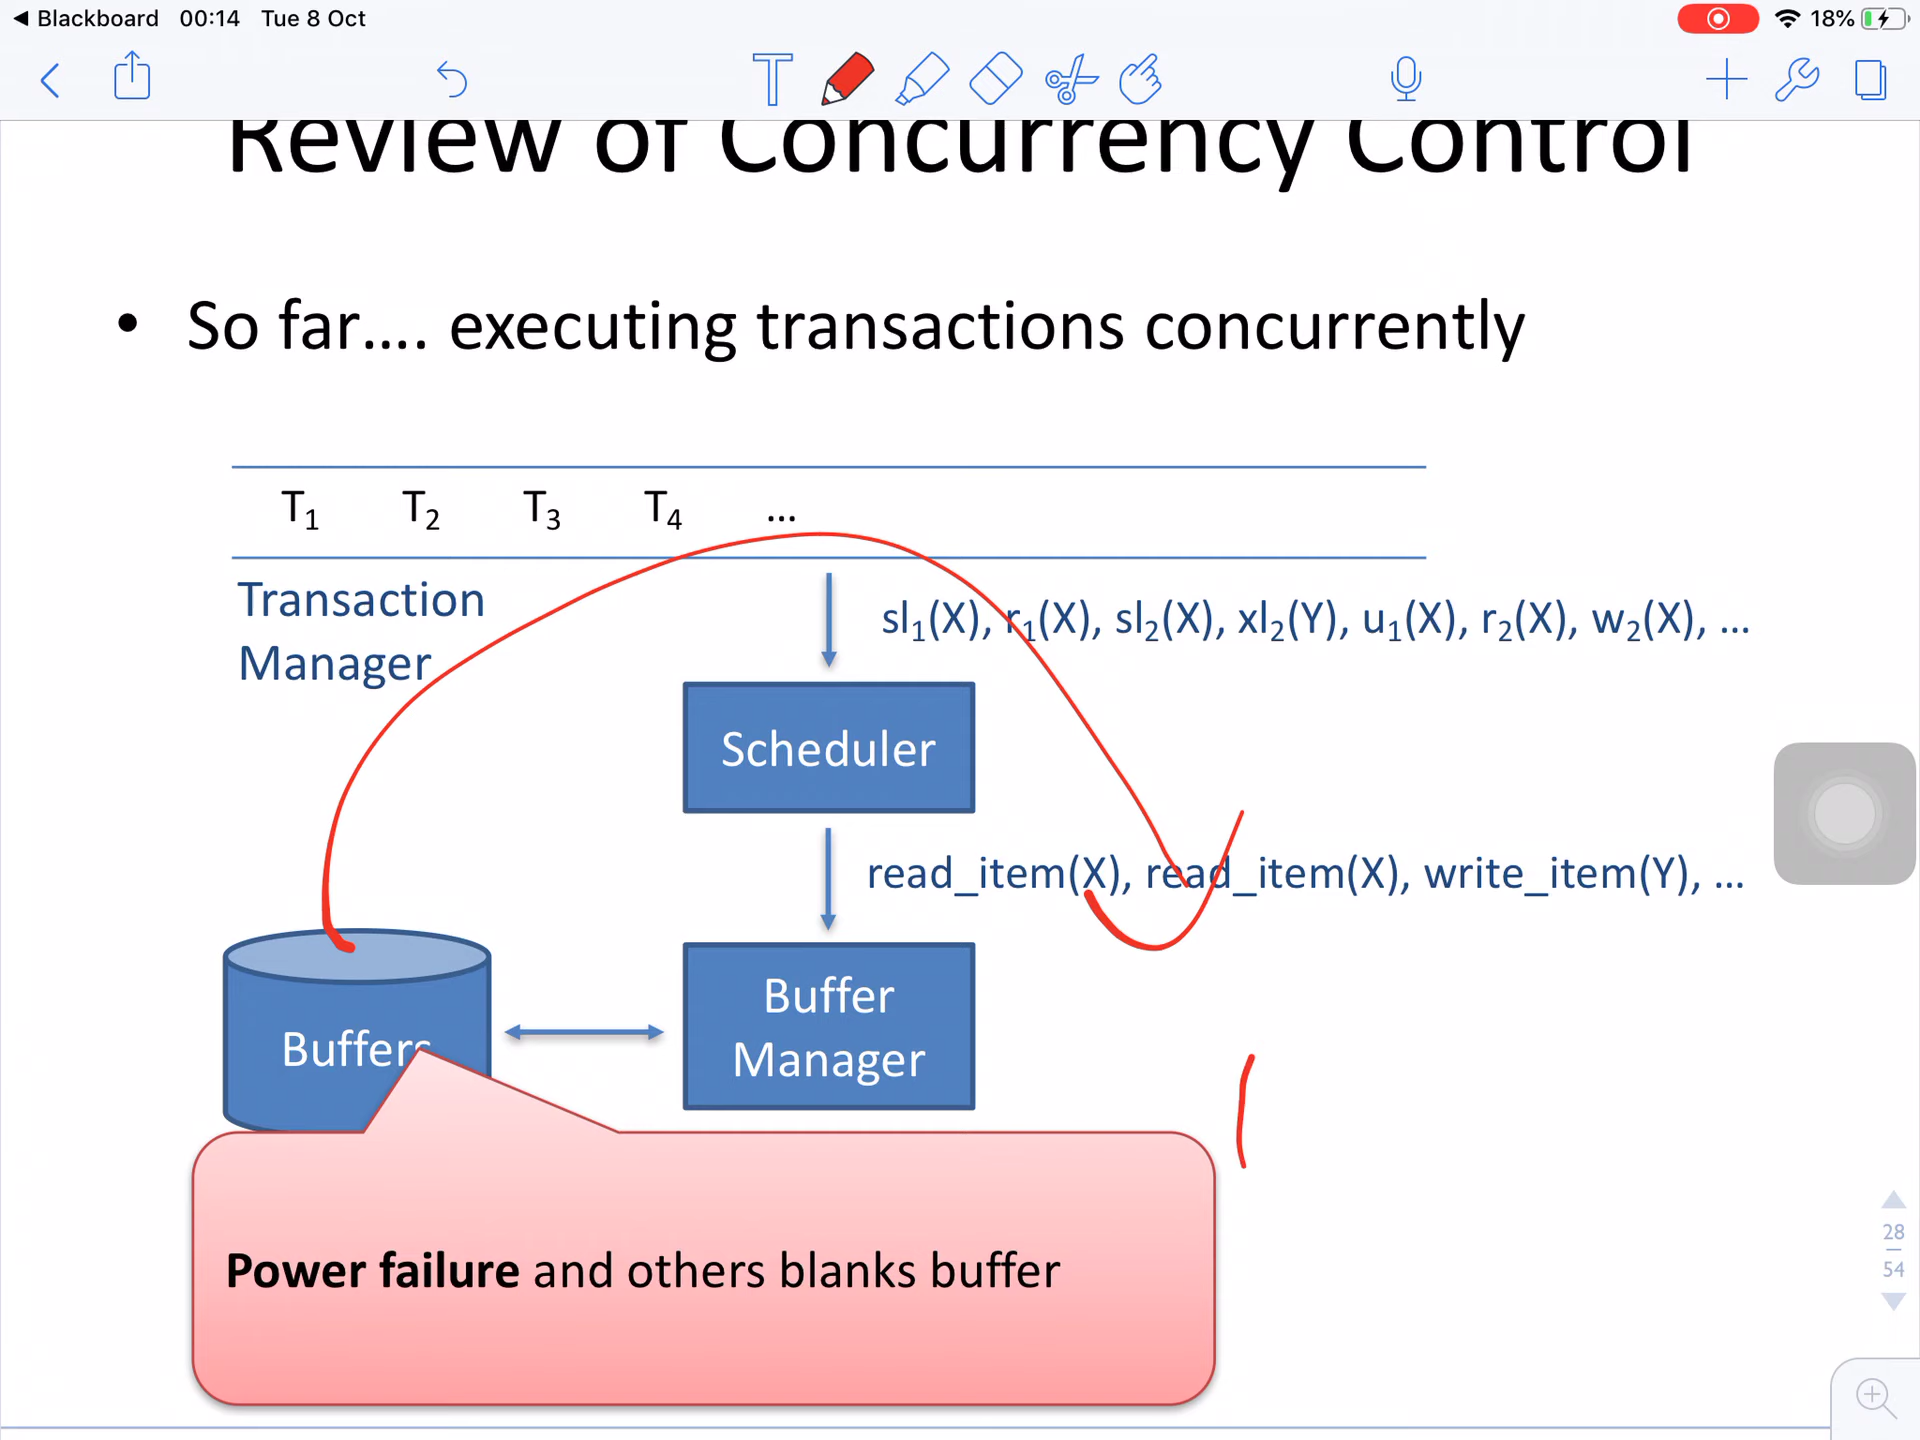 Blackboard 00:14 Tue 8 Oct 18%
T
Review of Concurrency Control
• So far…. executing transactions concurrently
T₁ T₂ T₃ T₄ ...
Transaction
Manager
sl₁(X), r₁(X), sl₂(X), xl₂(Y), u₁(X), r₂(X), w₂(X), ...
Scheduler
read_item(X), read_item(X), write_item(Y), ...
Buffers
Buffer
Manager
Power failure and others blanks buffer
28
54